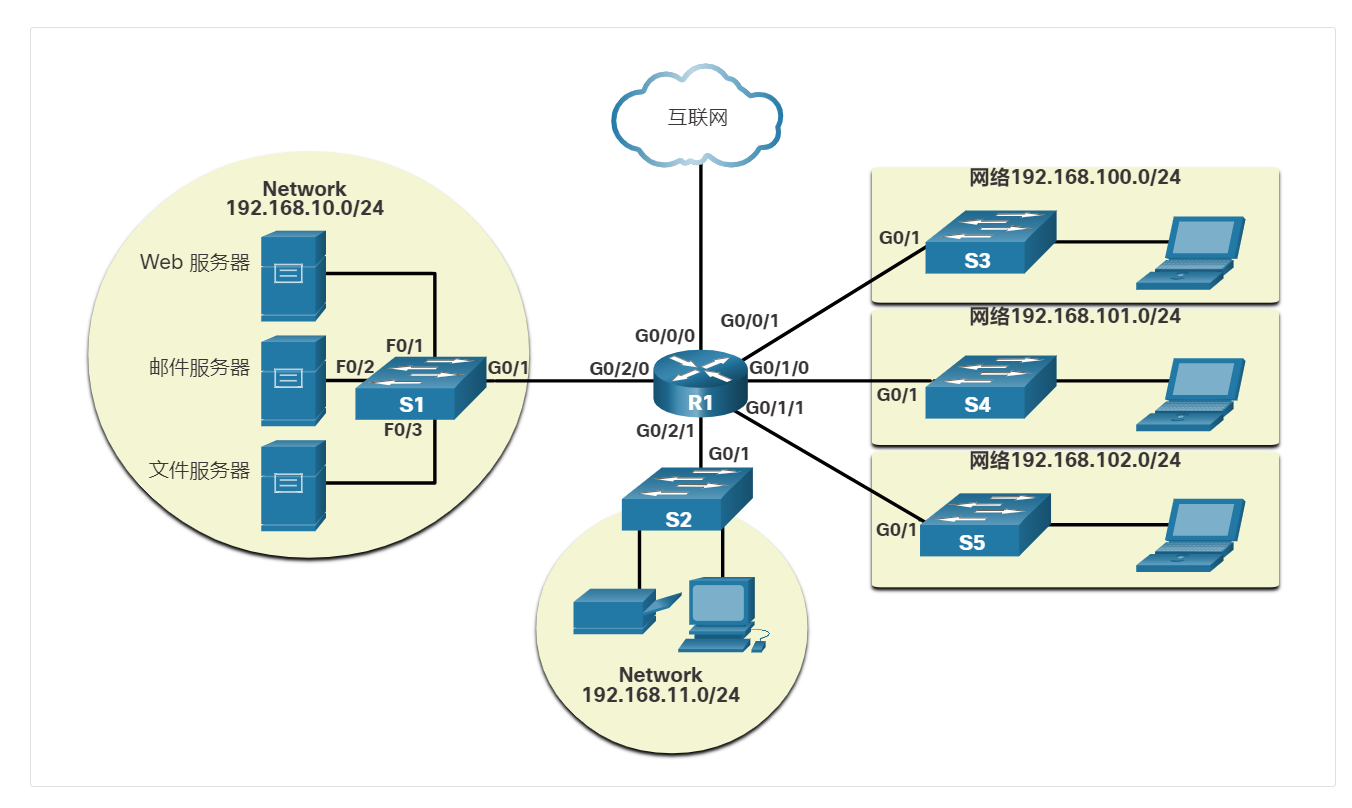 互联网
Network
192.168.10.0/24
Web 服务器
邮件服务器
文件服务器
F0/1
F0/2
F0/3
S1
G0/1
G0/2/0
G0/0/0
G0/0/1
G0/1/0
G0/1/1
G0/2/1
R1
G0/1
S2
Network
192.168.11.0/24
网络192.168.100.0/24
G0/1
S3
网络192.168.101.0/24
G0/1
S4
网络192.168.102.0/24
G0/1
S5